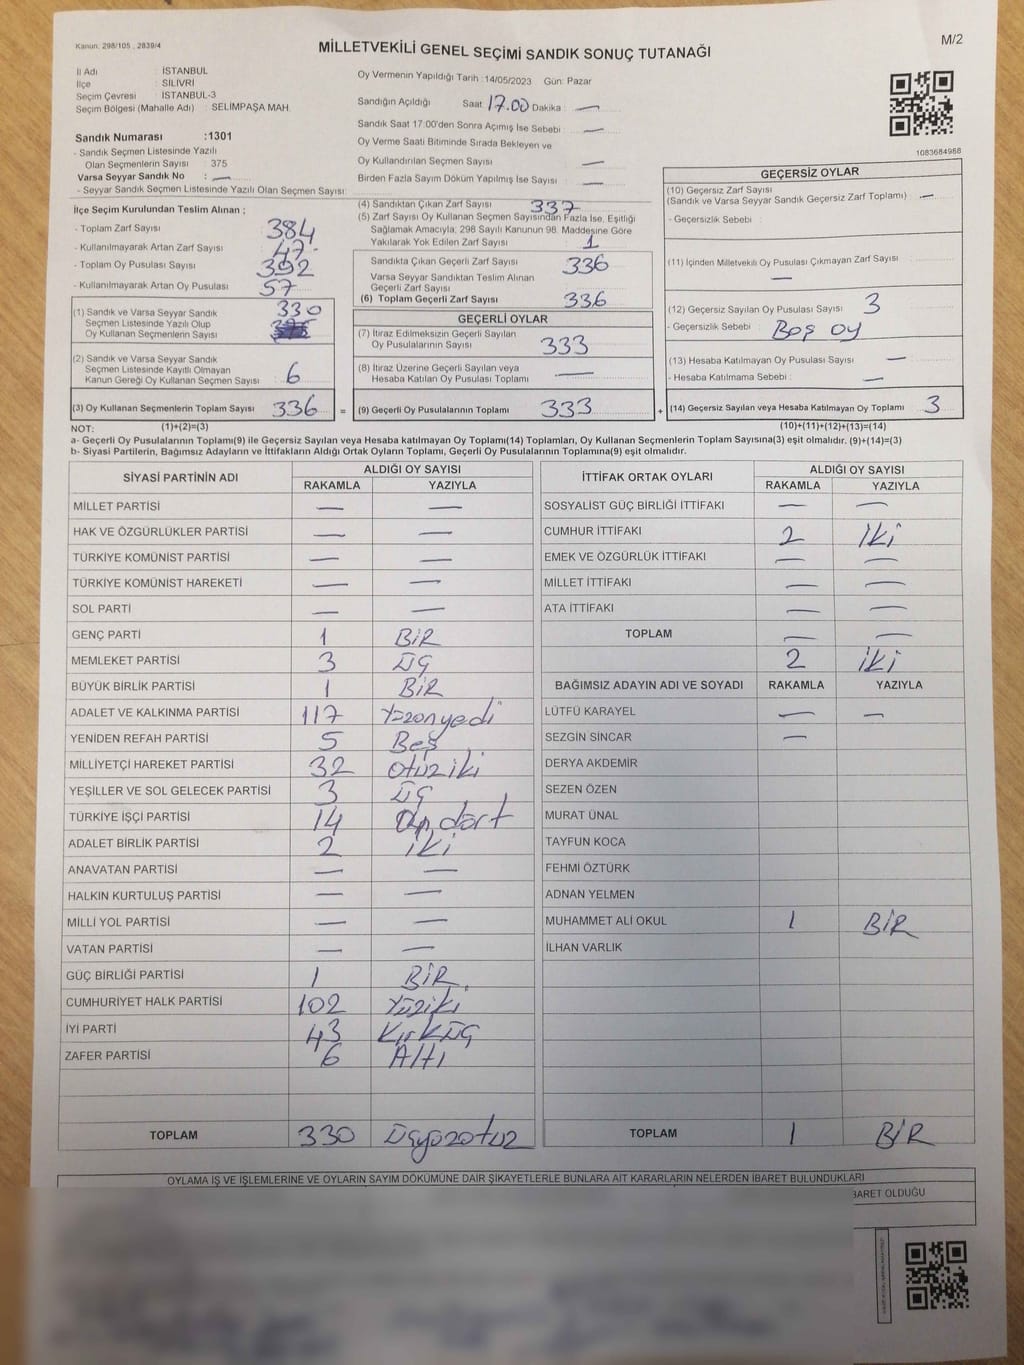 Kanun: 298/105 , 2839/4
MİLLETVEKİLİ GENEL SEÇİMİ SANDIK SONUÇ TUTANAĞI
M/2
İl Adı : İSTANBUL
İlçe : SİLİVRİ
Seçim Çevresi : İSTANBUL-3
Seçim Bölgesi (Mahalle Adı) : SELİMPAŞA MAH.
Sandık Numarası :1301
- Sandık Seçmen Listesinde Yazılı
Olan Seçmenlerin Sayısı : 375
Varsa Seyyar Sandık No : —
- Seyyar Sandık Seçmen Listesinde Yazılı Olan Seçmen Sayısı:
Oy Vermenin Yapıldığı Tarih :14/05/2023 Gün: Pazar
Sandığın Açıldığı Saat 17.00 Dakika : —
Sandık Saat 17:00'den Sonra Açılmış İse Sebebi : —
Oy Verme Saati Bitiminde Sırada Bekleyen ve
Oy Kullandırılan Seçmen Sayısı : —
Birden Fazla Sayım Döküm Yapılmış İse Sayısı : —
1083684988
İlçe Seçim Kurulundan Teslim Alınan ;
- Toplam Zarf Sayısı : 384
- Kullanılmayarak Artan Zarf Sayısı : 47
- Toplam Oy Pusulası Sayısı : 392
- Kullanılmayarak Artan Oy Pusulası : 57
(1) Sandık ve Varsa Seyyar Sandık
Seçmen Listesinde Yazılı Olup
Oy Kullanan Seçmenlerin Sayısı : 330
(2) Sandık ve Varsa Seyyar Sandık
Seçmen Listesinde Kayıtlı Olmayan
Kanun Gereği Oy Kullanan Seçmen Sayısı : 6
(3) Oy Kullanan Seçmenlerin Toplam Sayısı : 336 =
(4) Sandıktan Çıkan Zarf Sayısı : 337
(5) Zarf Sayısı Oy Kullanan Seçmen Sayısından Fazla İse, Eşitliği
Sağlamak Amacıyla; 298 Sayılı Kanunun 98. Maddesine Göre
Yakılarak Yok Edilen Zarf Sayısı : 1
Sandıkta Çıkan Geçerli Zarf Sayısı : 336
Varsa Seyyar Sandıktan Teslim Alınan
Geçerli Zarf Sayısı :
(6) Toplam Geçerli Zarf Sayısı : 336
GEÇERLİ OYLAR
(7) İtiraz Edilmeksizin Geçerli Sayılan
Oy Pusulalarının Sayısı : 333
(8) İtiraz Üzerine Geçerli Sayılan veya
Hesaba Katılan Oy Pusulası Toplamı : —
(9) Geçerli Oy Pusulalarının Toplamı : 333 +
GEÇERSİZ OYLAR
(10) Geçersiz Zarf Sayısı
(Sandık ve Varsa Seyyar Sandık Geçersiz Zarf Toplamı) : —
- Geçersizlik Sebebi :
(11) İçinden Milletvekili Oy Pusulası Çıkmayan Zarf Sayısı :
—
(12) Geçersiz Sayılan Oy Pusulası Sayısı : 3
- Geçersizlik Sebebi : Boş oy
(13) Hesaba Katılmayan Oy Pusulası Sayısı : —
- Hesaba Katılmama Sebebi : —
(14) Geçersiz Sayılan veya Hesaba Katılmayan Oy Toplamı : 3
NOT: (1)+(2)=(3) (10)+(11)+(12)+(13)=(14)
a- Geçerli Oy Pusulalarının Toplamı(9) ile Geçersiz Sayılan veya Hesaba katılmayan Oy Toplamı(14) Toplamları, Oy Kullanan Seçmenlerin Toplam Sayısına(3) eşit olmalıdır. (9)+(14)=(3)
b- Siyasi Partilerin, Bağımsız Adayların ve İttifakların Aldığı Ortak Oyların Toplamı, Geçerli Oy Pusulalarının Toplamına(9) eşit olmalıdır.
SİYASİ PARTİNİN ADI ALDIĞI OY SAYISI
RAKAMLA YAZIYLA
MİLLET PARTİSİ — —
HAK VE ÖZGÜRLÜKLER PARTİSİ — —
TÜRKİYE KOMÜNİST PARTİSİ — —
TÜRKİYE KOMÜNİST HAREKETİ — —
SOL PARTİ — —
GENÇ PARTİ 1 BİR
MEMLEKET PARTİSİ 3 ÜÇ
BÜYÜK BİRLİK PARTİSİ 1 BİR
ADALET VE KALKINMA PARTİSİ 117 Yüzonyedi
YENİDEN REFAH PARTİSİ 5 Beş
MİLLİYETÇİ HAREKET PARTİSİ 32 otüziki
YEŞİLLER VE SOL GELECEK PARTİSİ 3 ÜÇ
TÜRKİYE İŞÇİ PARTİSİ 14 On dört
ADALET BİRLİK PARTİSİ 2 iki
ANAVATAN PARTİSİ — —
HALKIN KURTULUŞ PARTİSİ — —
MİLLİ YOL PARTİSİ — —
VATAN PARTİSİ — —
GÜÇ BİRLİĞİ PARTİSİ 1 BİR
CUMHURİYET HALK PARTİSİ 102 Yüziki
İYİ PARTİ 43 KırkÜÇ
ZAFER PARTİSİ 6 Altı
TOPLAM 330 Üçyüzotuz
İTTİFAK ORTAK OYLARI ALDIĞI OY SAYISI
RAKAMLA YAZIYLA
SOSYALİST GÜÇ BİRLİĞİ İTTİFAKI — —
CUMHUR İTTİFAKI 2 İki
EMEK VE ÖZGÜRLÜK İTTİFAKI — —
MİLLET İTTİFAKI — —
ATA İTTİFAKI — —
TOPLAM — —
2 iki
BAĞIMSIZ ADAYIN ADI VE SOYADI RAKAMLA YAZIYLA
LÜTFÜ KARAYEL — —
SEZGİN SİNCAR —
DERYA AKDEMİR
SEZEN ÖZEN
MURAT ÜNAL
TAYFUN KOCA
FEHMİ ÖZTÜRK
ADNAN YELMEN
MUHAMMET ALİ OKUL 1 BİR
İLHAN VARLIK
TOPLAM 1 BİR
OYLAMA İŞ VE İŞLEMLERİNE VE OYLARIN SAYIM DÖKÜMÜNE DAİR ŞİKAYETLERLE BUNLARA AİT KARARLARIN NELERDEN İBARET BULUNDUKLARI
BARET OLDUĞU